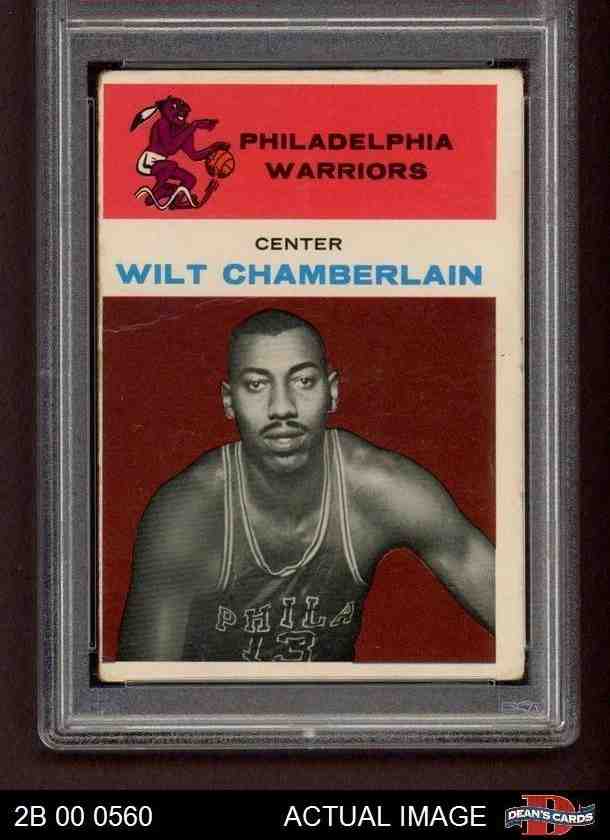 PHILADELPHIA
WARRIORS
CENTER
WILT CHAMBERLAIN
PHILA
13
2B 00 0560
ACTUAL IMAGE
DEAN'S CARDS